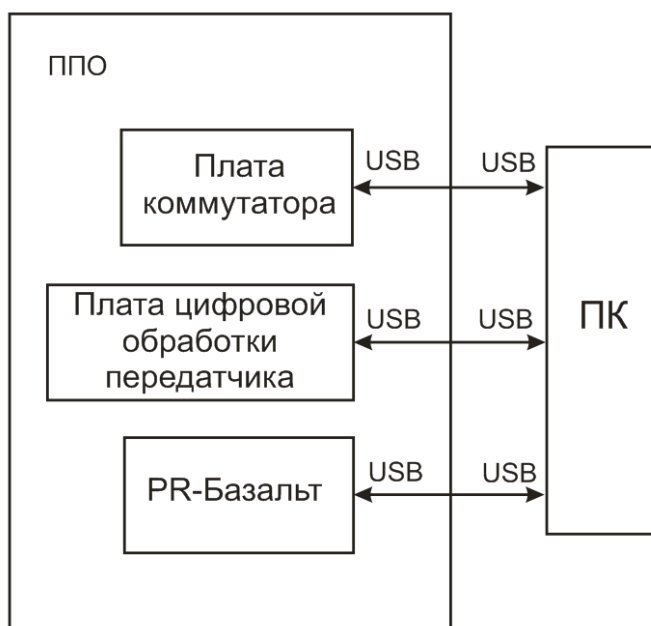 ППО
Плата
коммутатора
USB
USB
Плата цифровой
обработки
передатчика
USB
USB
PR-Базальт
USB
USB
ПК